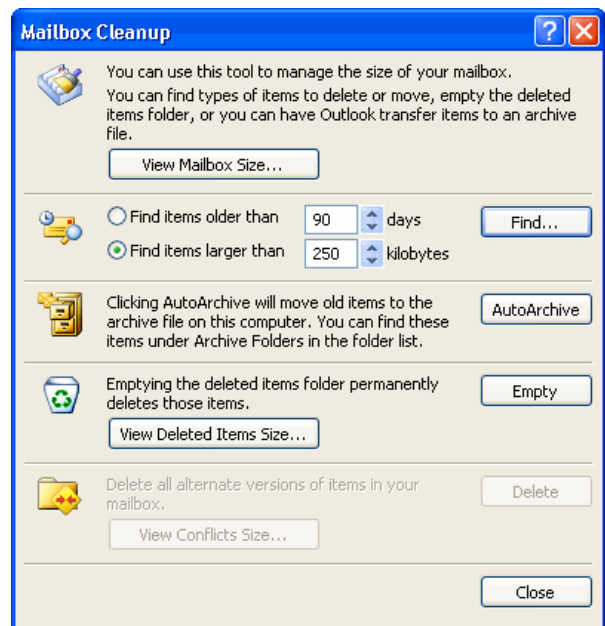 Mailbox Cleanup
You can use this tool to manage the size of your mailbox.
You can find types of items to delete or move, empty the deleted
items folder, or you can have Outlook transfer items to an archive
file.
View Mailbox Size...
Find items older than 90 days
Find...
Find items larger than 250 kilobytes
Clicking AutoArchive will move old items to the
archive file on this computer. You can find these
items under Archive Folders in the folder list.
AutoArchive
Emptying the deleted items folder permanently
deletes those items.
Empty
View Deleted Items Size...
Delete all alternate versions of items in your
mailbox.
Delete
View Conflicts Size...
Close